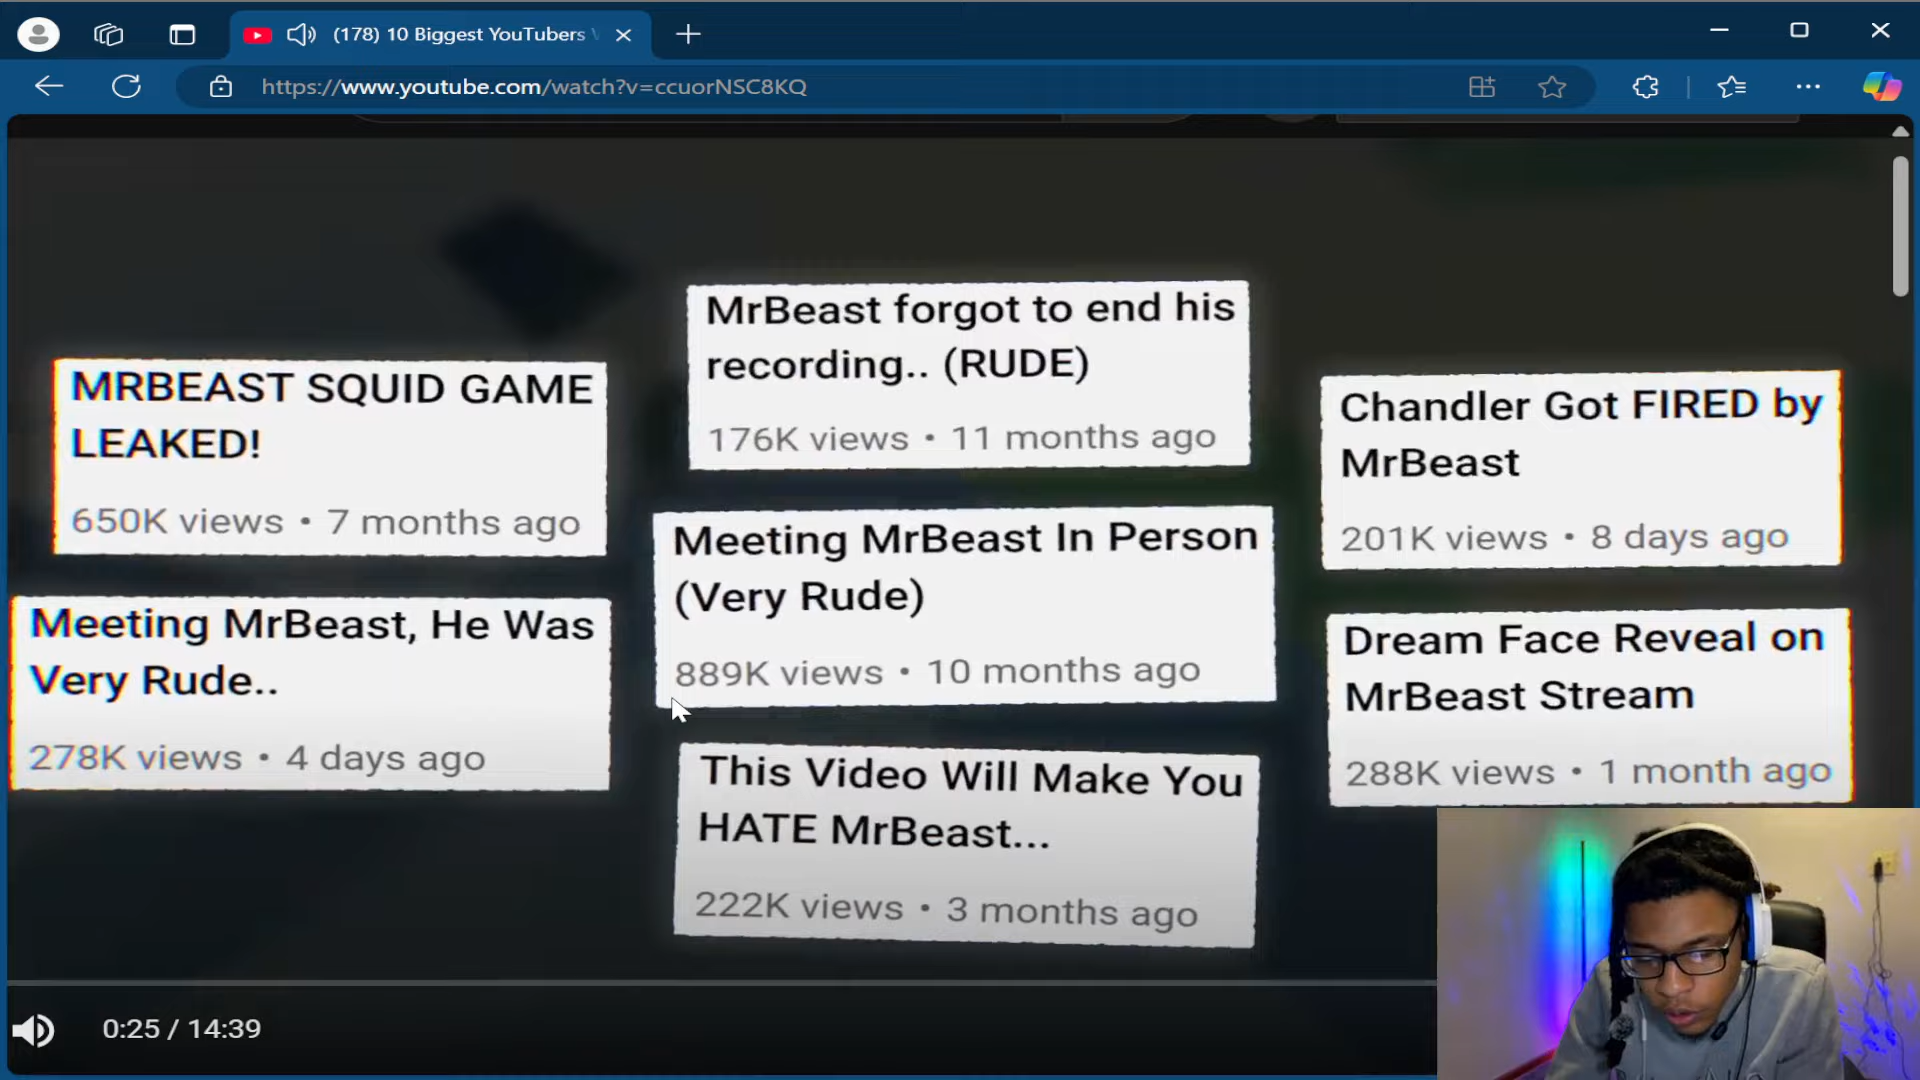 (178) 10 Biggest YouTubers
https://www.youtube.com/watch?v=ccuorNSC8KQ
MrBeast forgot to end his
recording.. (RUDE)
176K views • 11 months ago
MRBEAST SQUID GAME
LEAKED!
650K views • 7 months ago
Chandler Got FIRED by
MrBeast
201K views • 8 days ago
Meeting MrBeast In Person
(Very Rude)
889K views • 10 months ago
Meeting MrBeast, He Was
Very Rude..
278K views • 4 days ago
Dream Face Reveal on
MrBeast Stream
288K views • 1 month ago
This Video Will Make You
HATE MrBeast...
222K views • 3 months ago
0:25 / 14:39